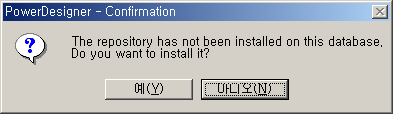 PowerDesigner - Confirmation
The repository has not been installed on this database,
Do you want to install it?
예(Y)
아니오(N)